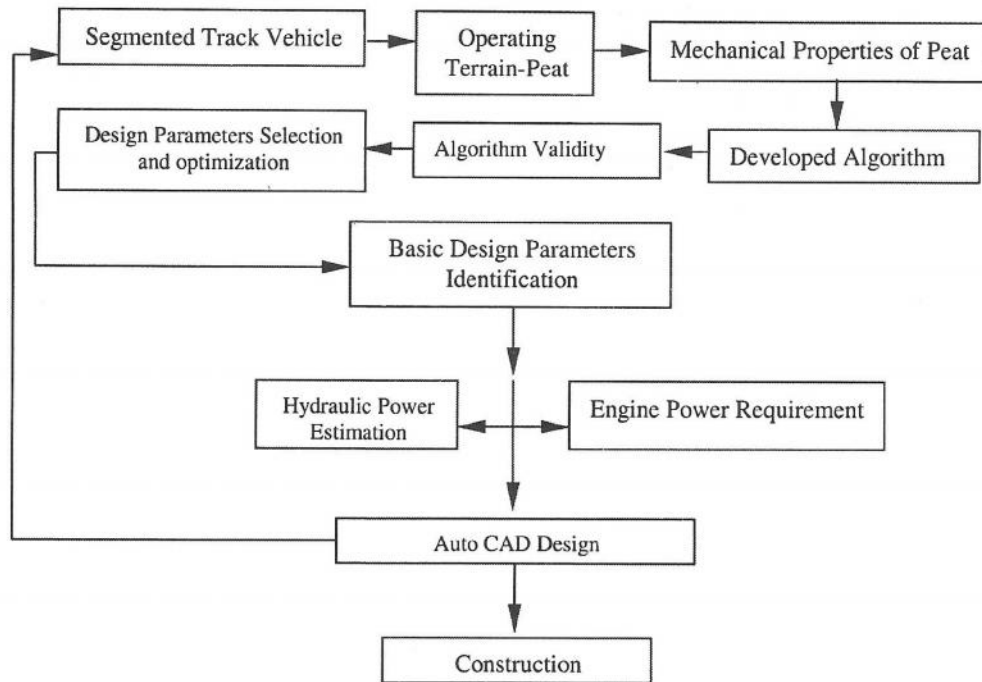 Segmented Track Vehicle
Operating
Terrain-Peat
Mechanical Properties of Peat
Developed Algorithm
Algorithm Validity
Design Parameters Selection
and optimization
Basic Design Parameters
Identification
Hydraulic Power
Estimation
Engine Power Requirement
Auto CAD Design
Construction